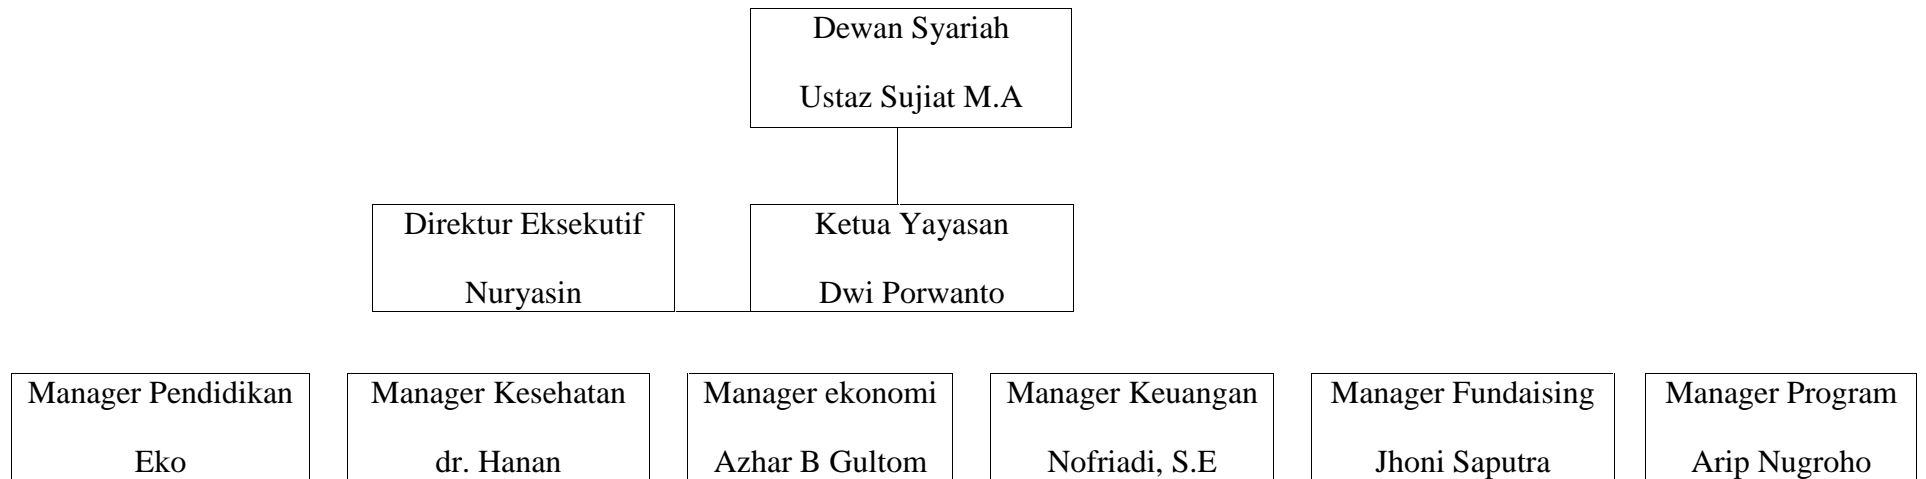 Dewan Syariah
Ustaz Sujiat M.A
Direktur Eksekutif
Nuryasin
Ketua Yayasan
Dwi Porwanto
Manager Pendidikan
Eko
Manager Kesehatan
dr. Hanan
Manager ekonomi
Azhar B Gultom
Manager Keuangan
Nofriadi, S.E
Manager Fundaising
Jhoni Saputra
Manager Program
Arip Nugroho